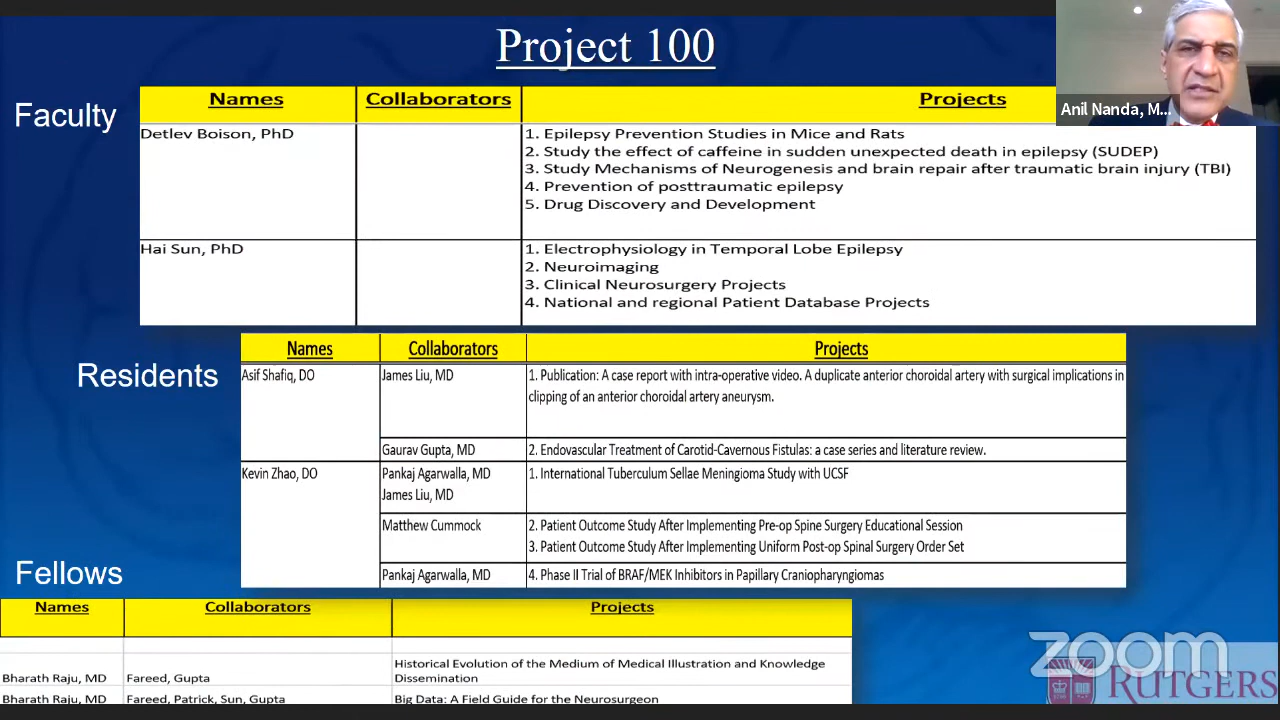 Project 100
Anil Nanda, M...
Faculty
Names Collaborators Projects
Detlev Boison, PhD
1. Epilepsy Prevention Studies in Mice and Rats
2. Study the effect of caffeine in sudden unexpected death in epilepsy (SUDEP)
3. Study Mechanisms of Neurogenesis and brain repair after traumatic brain injury (TBI)
4. Prevention of posttraumatic epilepsy
5. Drug Discovery and Development
Hai Sun, PhD
1. Electrophysiology in Temporal Lobe Epilepsy
2. Neuroimaging
3. Clinical Neurosurgery Projects
4. National and regional Patient Database Projects
Residents
Names Collaborators Projects
Asif Shafiq, DO James Liu, MD 1. Publication: A case report with intra-operative video. A duplicate anterior choroidal artery with surgical implications in
clipping of an anterior choroidal artery aneurysm.
Gaurav Gupta, MD 2. Endovascular Treatment of Carotid-Cavernous Fistulas: a case series and literature review.
Kevin Zhao, DO Pankaj Agarwalla, MD 1. International Tuberculum Sellae Meningioma Study with UCSF
James Liu, MD
Matthew Cummock 2. Patient Outcome Study After Implementing Pre-op Spine Surgery Educational Session
3. Patient Outcome Study After Implementing Uniform Post-op Spinal Surgery Order Set
Pankaj Agarwalla, MD 4. Phase II Trial of BRAF/MEK Inhibitors in Papillary Craniopharyngiomas
Fellows
Names Collaborators Projects
Historical Evolution of the Medium of Medical Illustration and Knowledge
Bharath Raju, MD Fareed, Gupta Dissemination
Bharath Raju, MD Fareed, Patrick, Sun, Gupta Big Data: A Field Guide for the Neurosurgeon
zoom
RUTGERS